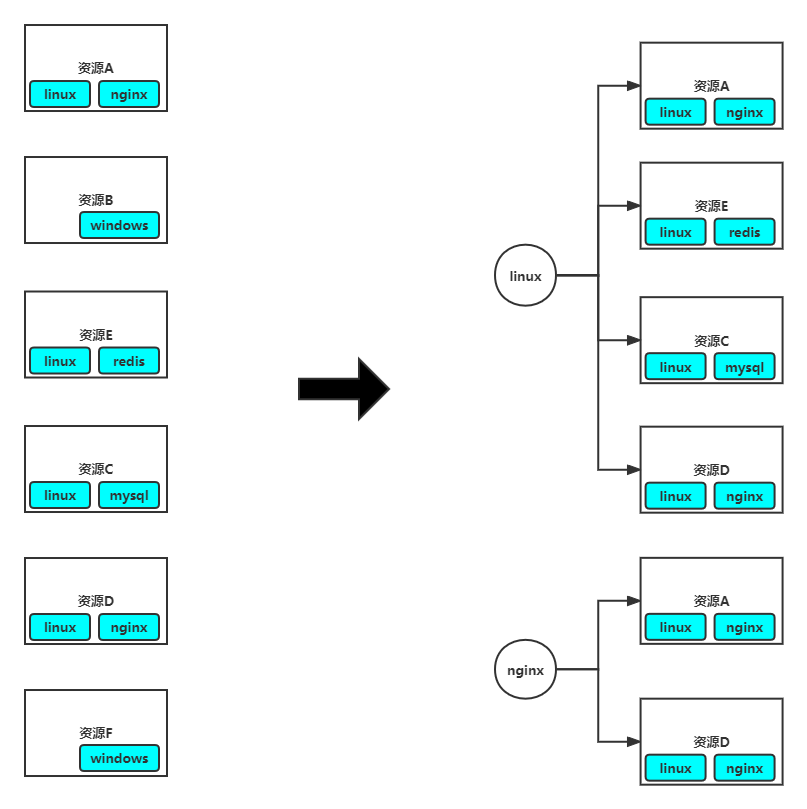 资源A
linux nginx
资源B
windows
资源E
linux redis
资源C
linux mysql
资源D
linux nginx
资源F
windows
linux
资源A
linux nginx
资源E
linux redis
资源C
linux mysql
资源D
linux nginx
nginx
资源A
linux nginx
资源D
linux nginx